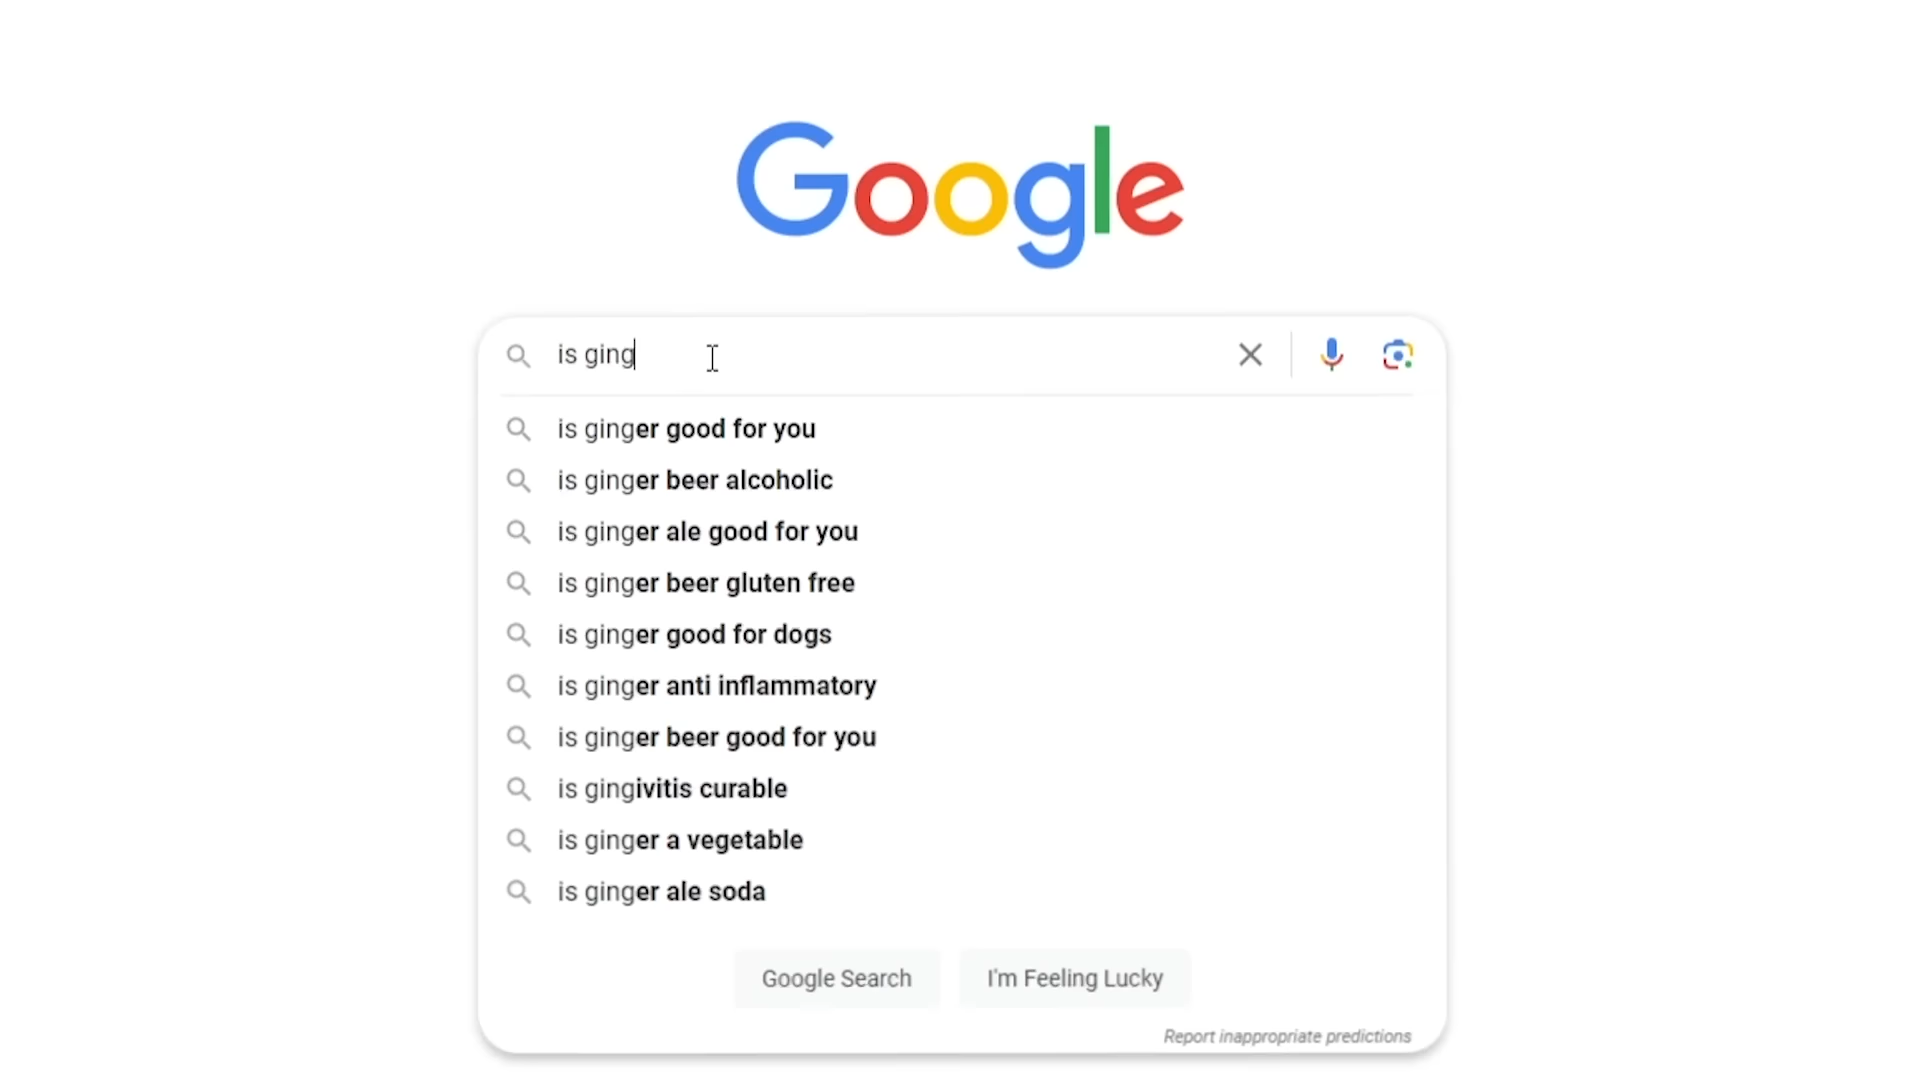 Google
is ging
is ginger good for you
is ginger beer alcoholic
is ginger ale good for you
is ginger beer gluten free
is ginger good for dogs
is ginger anti inflammatory
is ginger beer good for you
is gingivitis curable
is ginger a vegetable
is ginger ale soda
Google Search I'm Feeling Lucky
Report inappropriate predictions